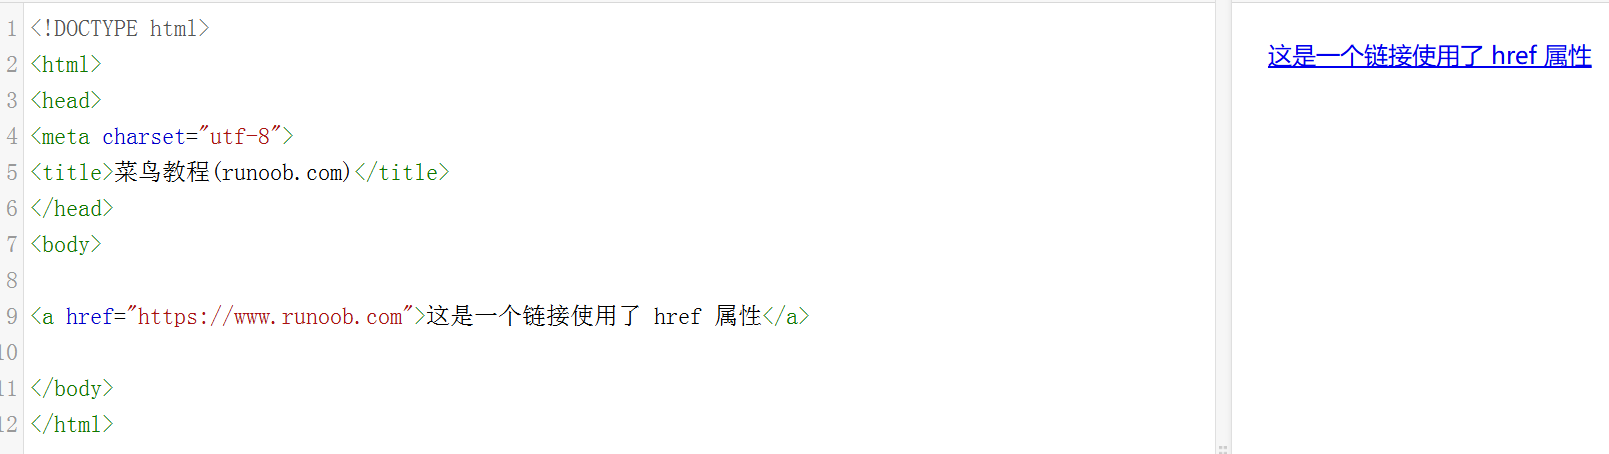 1 <!DOCTYPE html>
2 <html>
3 <head>
4 <meta charset="utf-8">
5 <title>菜鸟教程(runoob.com)</title>
6 </head>
7 <body>
8
9 <a href="https://www.runoob.com">这是一个链接使用了 href 属性</a>
10
11 </body>
12 </html>
这是一个链接使用了 href 属性